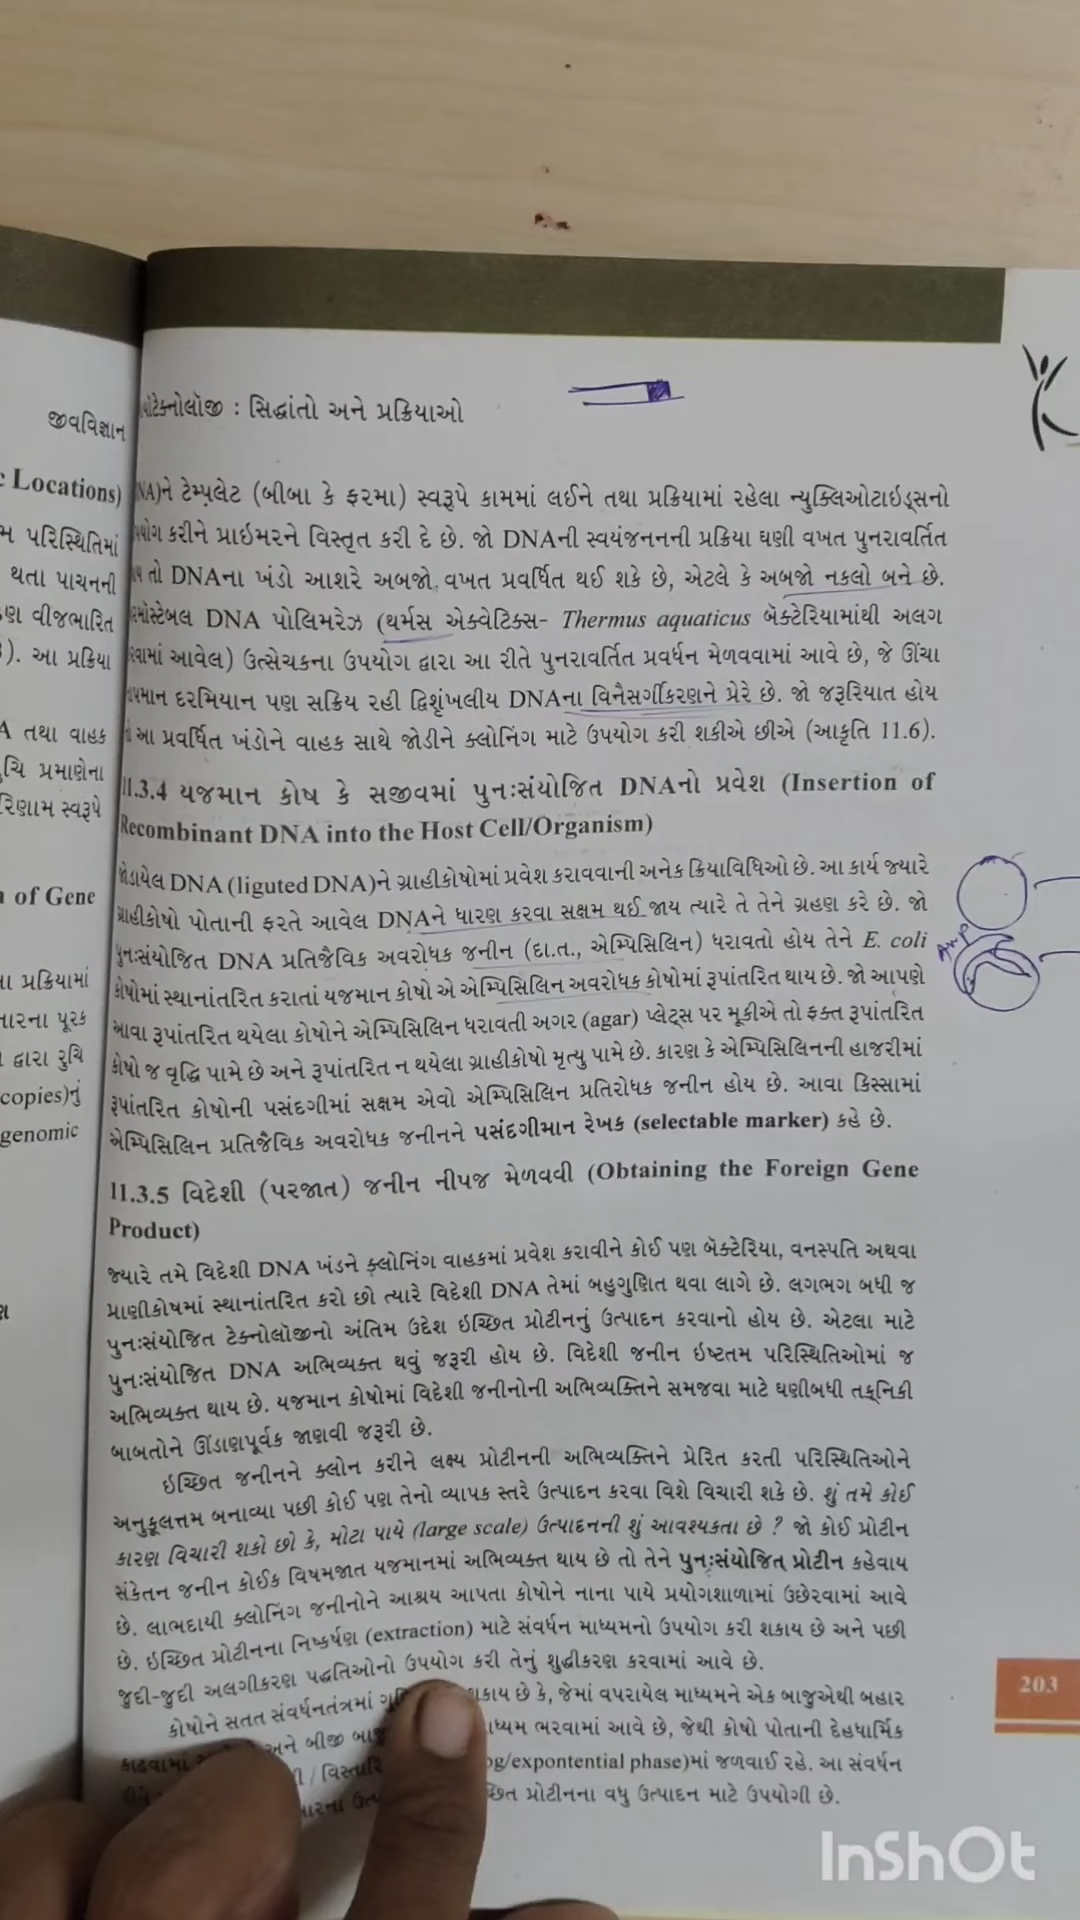 જીવવિજ્ઞાન
Locations)
પરિસ્થિતિમાં
થતા પાચનની
વીજભારિત
). આ પ્રક્રિયા
તથા વાહક
પ્રમાણેના
સ્વરૂપે
of Gene
પ્રક્રિયામાં
પૂરક
દ્વારા રુચિ
copies)નું
genomic
: સિદ્ધાંતો અને પ્રક્રિયાઓ
ટેમ્પલેટ (બીબા કે ફરમા) સ્વરૂપે કામમાં લઈને તથા પ્રક્રિયામાં રહેલા ન્યુક્લિઓટાઇડ્સનો
કરીને પ્રાઇમરને વિસ્તૃત કરી દે છે. જો DNAની સ્વયંજનનની પ્રક્રિયા ઘણી વખત પુનરાવર્તિત
તો DNAના ખંડો આશરે અબજો વખત પ્રવર્ધિત થઈ શકે છે, એટલે કે અબજો નકલો બને છે.
DNA પોલિમરેઝ (થર્મસ એક્વેટિક્સ- Thermus aquaticus બૅક્ટેરિયામાંથી અલગ
આવેલ) ઉત્સેચકના ઉપયોગ દ્વારા આ રીતે પુનરાવર્તિત પ્રવર્ધન મેળવવામાં આવે છે, જે ઊંચા
દરમિયાન પણ સક્રિય રહી દ્વિશૃંખલીય DNAના વિનૈસર્ગીકરણને પ્રેરે છે. જો જરૂરિયાત હોય
આ પ્રવર્ધિત ખંડોને વાહક સાથે જોડીને ક્લોનિંગ માટે ઉપયોગ કરી શકીએ છીએ (આકૃતિ 11.6).
11.3.4 યજમાન કોષ કે સજીવમાં પુનઃસંયોજિત DNAનો પ્રવેશ (Insertion of
Recombinant DNA into the Host Cell/Organism)
જોડાયેલ DNA (liguted DNA)ને ગ્રાહીકોષોમાં પ્રવેશ કરાવવાની અનેક ક્રિયાવિધિઓ છે. આ કાર્ય જ્યારે
ગ્રાહીકોષો પોતાની ફરતે આવેલ DNAને ધારણ કરવા સક્ષમ થઈ જાય ત્યારે તે તેને ગ્રહણ કરે છે. જો
પુનઃસંયોજિત DNA પ્રતિજૈવિક અવરોધક જનીન (દા.ત., એમ્પિસિલિન) ધરાવતો હોય તેને E. coli
કોષોમાં સ્થાનાંતરિત કરાતાં યજમાન કોષો એ એમ્પિસિલિન અવરોધક કોષોમાં રૂપાંતરિત થાય છે. જો આપણે
આવા રૂપાંતરિત થયેલા કોષોને એમ્પિસિલિન ધરાવતી અગર (agar) પ્લેટ્સ પર મૂકીએ તો ફક્ત રૂપાંતરિત
કોષો જ વૃદ્ધિ પામે છે અને રૂપાંતરિત ન થયેલા ગ્રાહીકોષો મૃત્યુ પામે છે. કારણ કે એમ્પિસિલિનની હાજરીમાં
રૂપાંતરિત કોષોની પસંદગીમાં સક્ષમ એવો એમ્પિસિલિન પ્રતિરોધક જનીન હોય છે. આવા કિસ્સામાં
એમ્પિસિલિન પ્રતિજૈવિક અવરોધક જનીનને પસંદગીમાન રેખક (selectable marker) કહે છે.
Amp
11.3.5 વિદેશી (પરજાત) જનીન નીપજ મેળવવી (Obtaining the Foreign Gene
Product)
જ્યારે તમે વિદેશી DNA ખંડને ક્લોનિંગ વાહકમાં પ્રવેશ કરાવીને કોઈ પણ બૅક્ટેરિયા, વનસ્પતિ અથવા
પ્રાણીકોષમાં સ્થાનાંતરિત કરો છો ત્યારે વિદેશી DNA તેમાં બહુગુણિત થવા લાગે છે. લગભગ બધી જ
પુનઃસંયોજિત ટેક્નોલૉજીનો અંતિમ ઉદ્દેશ ઇચ્છિત પ્રોટીનનું ઉત્પાદન કરવાનો હોય છે. એટલા માટે
પુનઃસંયોજિત DNA અભિવ્યક્ત થવું જરૂરી હોય છે. વિદેશી જનીન ઇષ્ટતમ પરિસ્થિતિઓમાં જ
અભિવ્યક્ત થાય છે. યજમાન કોષોમાં વિદેશી જનીનોની અભિવ્યક્તિને સમજવા માટે ઘણીબધી તક્નિકી
બાબતોને ઊંડાણપૂર્વક જાણવી જરૂરી છે.
ઇચ્છિત જનીનને ક્લોન કરીને લક્ષ્ય પ્રોટીનની અભિવ્યક્તિને પ્રેરિત કરતી પરિસ્થિતિઓને
અનુકૂલત્તમ બનાવ્યા પછી કોઈ પણ તેનો વ્યાપક સ્તરે ઉત્પાદન કરવા વિશે વિચારી શકે છે. શું તમે કોઈ
કારણ વિચારી શકો છો કે, મોટા પાયે (large scale) ઉત્પાદનની શું આવશ્યકતા છે ? જો કોઈ પ્રોટીન
સંકેતન જનીન કોઈક વિષમજાત યજમાનમાં અભિવ્યક્ત થાય છે તો તેને પુનઃસંયોજિત પ્રોટીન કહેવાય
છે. લાભદાયી ક્લોનિંગ જનીનોને આશ્રય આપતા કોષોને નાના પાયે પ્રયોગશાળામાં ઉછેરવામાં આવે
છે. ઇચ્છિત પ્રોટીનના નિષ્કર્ષણ (extraction) માટે સંવર્ધન માધ્યમનો ઉપયોગ કરી શકાય છે અને પછી
જુદી-જુદી અલગીકરણ પદ્ધતિઓનો ઉપયોગ કરી તેનું શુદ્ધીકરણ કરવામાં આવે છે.
કોષોને સતત સંવર્ધનતંત્રમાં શકાય છે કે, જેમાં વપરાયેલ માધ્યમને એક બાજુએથી બહાર
કાઢવામાં અને બીજી ભરવામાં આવે છે, જેથી કોષો પોતાની દેહધાર્મિક
/expontential phase)માં જળવાઈ રહે. આ સંવર્ધન
પ્રોટીનના વધુ ઉત્પાદન માટે ઉપયોગી છે.
203
InShOt